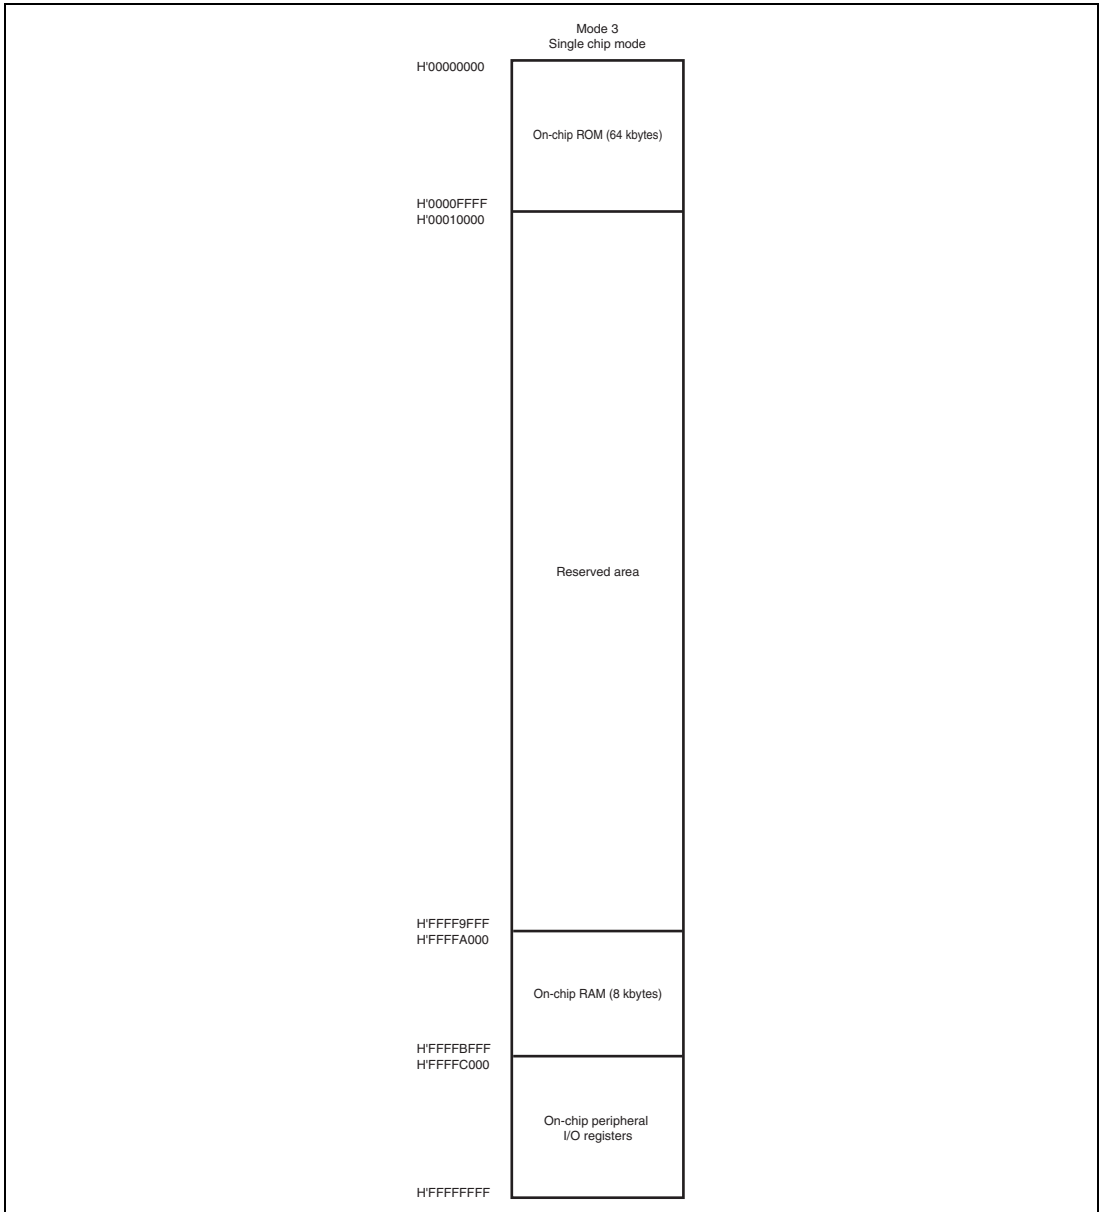 Mode 3
Single chip mode
H'00000000
On-chip ROM (64 kbytes)
H'0000FFFF
H'00010000
Reserved area
H'FFFF9FFF
H'FFFFA000
On-chip RAM (8 kbytes)
H'FFFFBFFF
H'FFFFC000
On-chip peripheral
I/O registers
H'FFFFFFFF